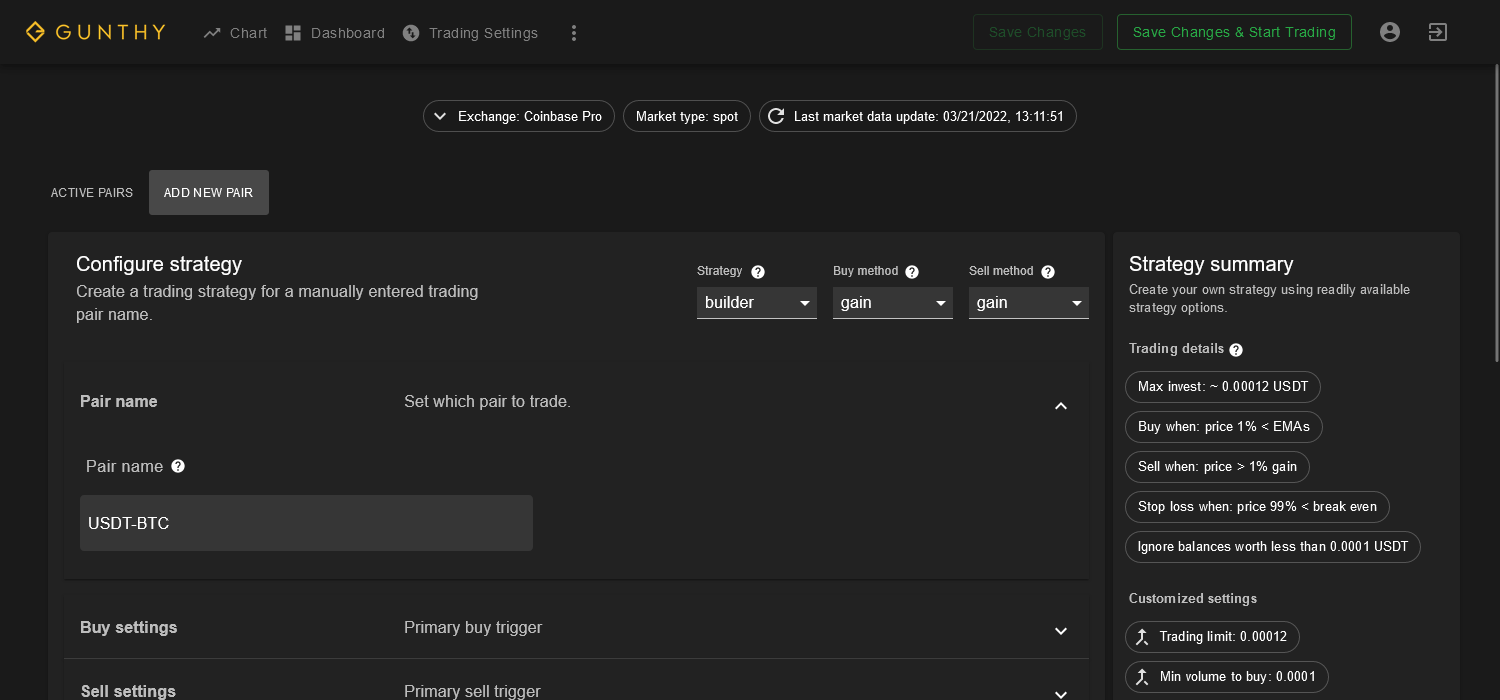 GUNTHY
Chart
Dashboard
Trading Settings
Save Changes
Save Changes & Start Trading
Exchange: Coinbase Pro
Market type: spot
Last market data update: 03/21/2022, 13:11:51
ACTIVE PAIRS
ADD NEW PAIR
Configure strategy
Create a trading strategy for a manually entered trading
pair name.
Strategy ?
Buy method ?
Sell method ?
builder
gain
gain
Pair name
Set which pair to trade.
Pair name ?
USDT-BTC
Buy settings
Primary buy trigger
Sell settings
Primary sell trigger
Strategy summary
Create your own strategy using readily available
strategy options.
Trading details ?
Max invest: ~ 0.00012 USDT
Buy when: price 1% < EMAs
Sell when: price > 1% gain
Stop loss when: price 99% < break even
Ignore balances worth less than 0.0001 USDT
Customized settings
Trading limit: 0.00012
Min volume to buy: 0.0001